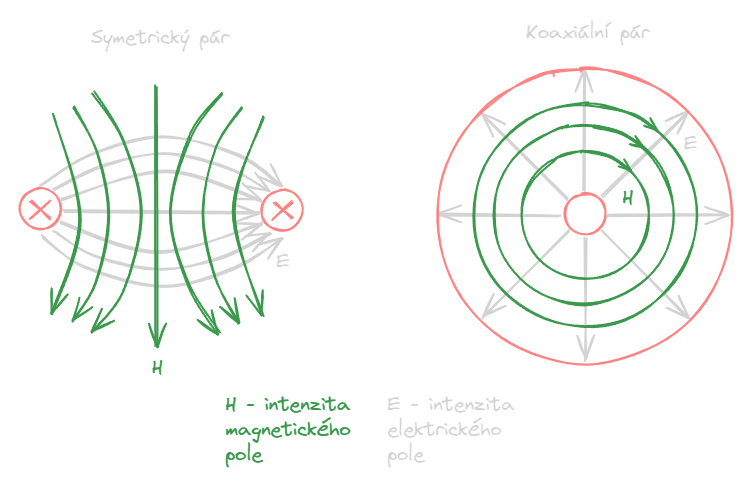 Symetrický pár
Koaxiální pár
E
H
E
H
H - intenzita
magnetického
pole
E - intenzita
elektrického
pole